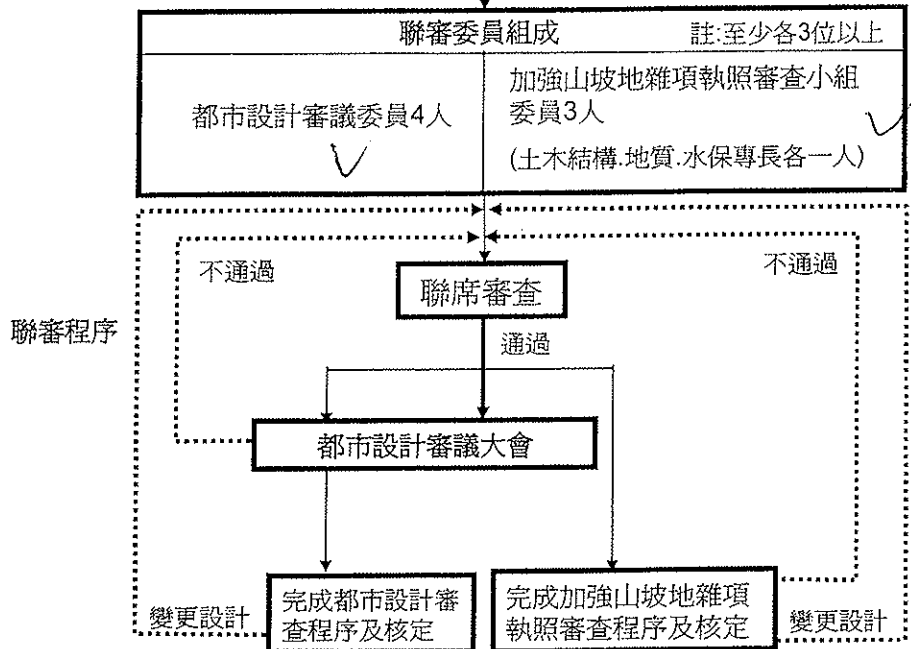 聯審委員組成 註:至少各3位以上
都市設計審議委員4人
加強山坡地雜項執照審查小組
委員3人
(土木結構.地質.水保專長各一人)
不通過
不通過
聯席審查
聯審程序
通過
都市設計審議大會
完成都市設計審
查程序及核定
完成加強山坡地雜項
執照審查程序及核定
變更設計
變更設計